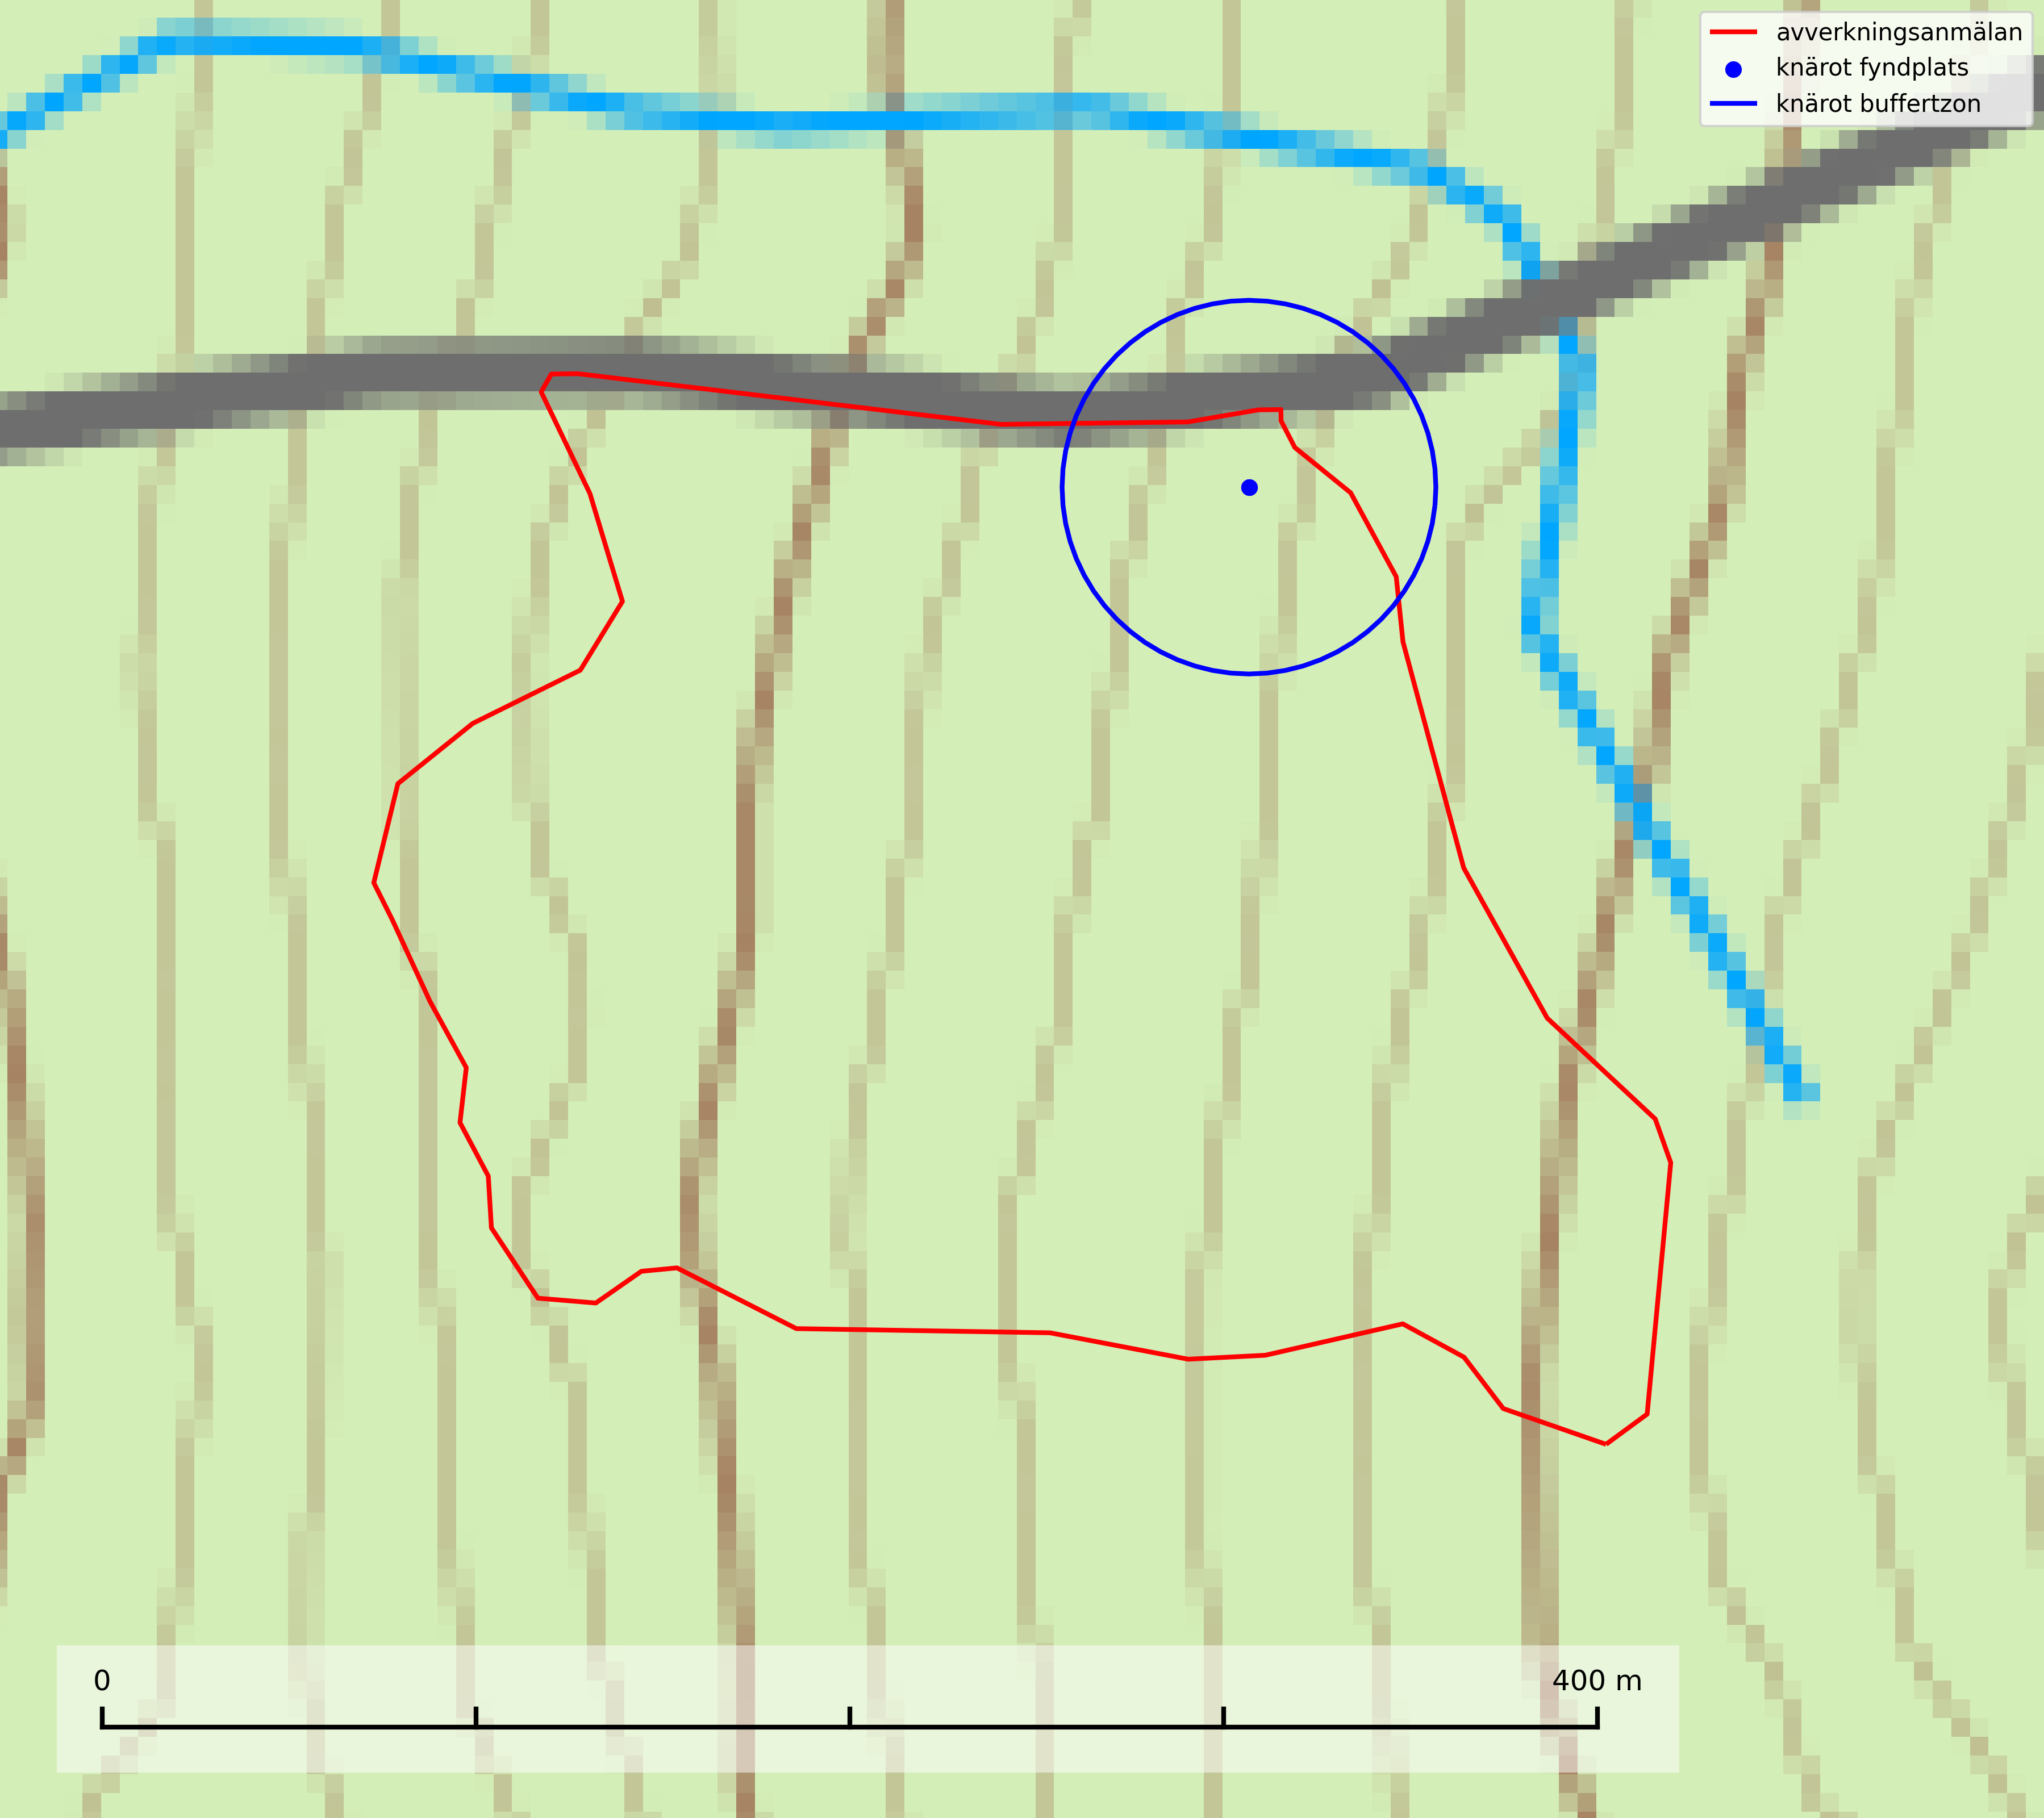 avverkningsanmälan
knärot fyndplats
knärot buffertzon
0
400 m